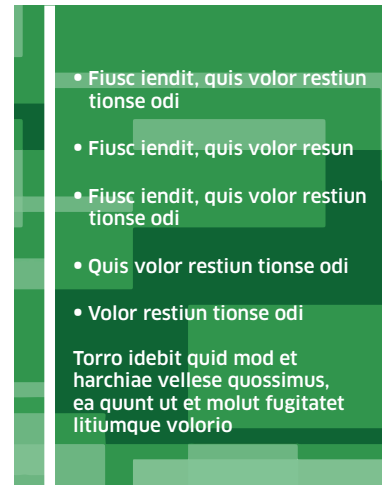 • Fiusc iendit, quis volor restiun
tionse odi
• Fiusc iendit, quis volor resun
• Fiusc iendit, quis volor restiun
tionse odi
• Quis volor restiun tionse odi
• Volor restiun tionse odi
Torro idebit quid mod et
harchiae vellese quossimus,
ea quunt ut et molut fugitatet
litiumque volorio